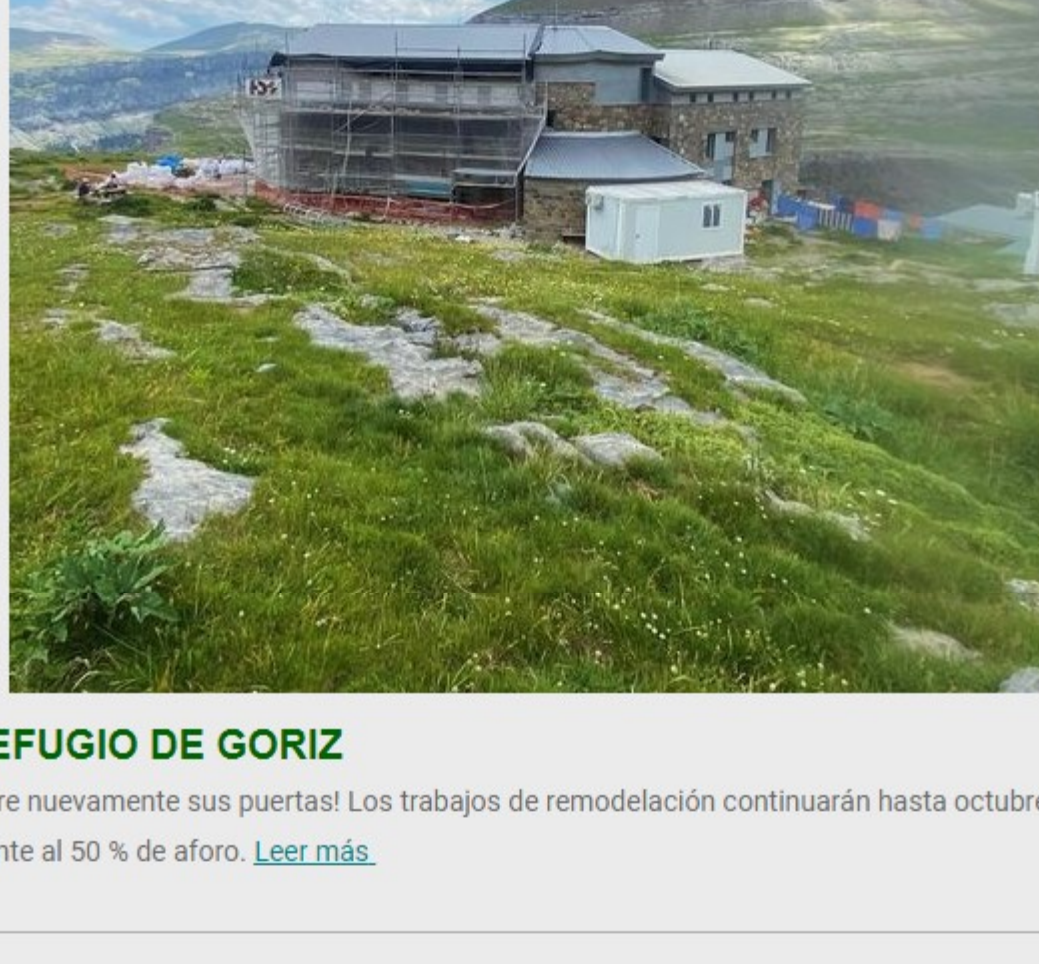 EFUGIO DE GORIZ
re nuevamente sus puertas! Los trabajos de remodelación continuarán hasta octubre
nte al 50 % de aforo. Leer más